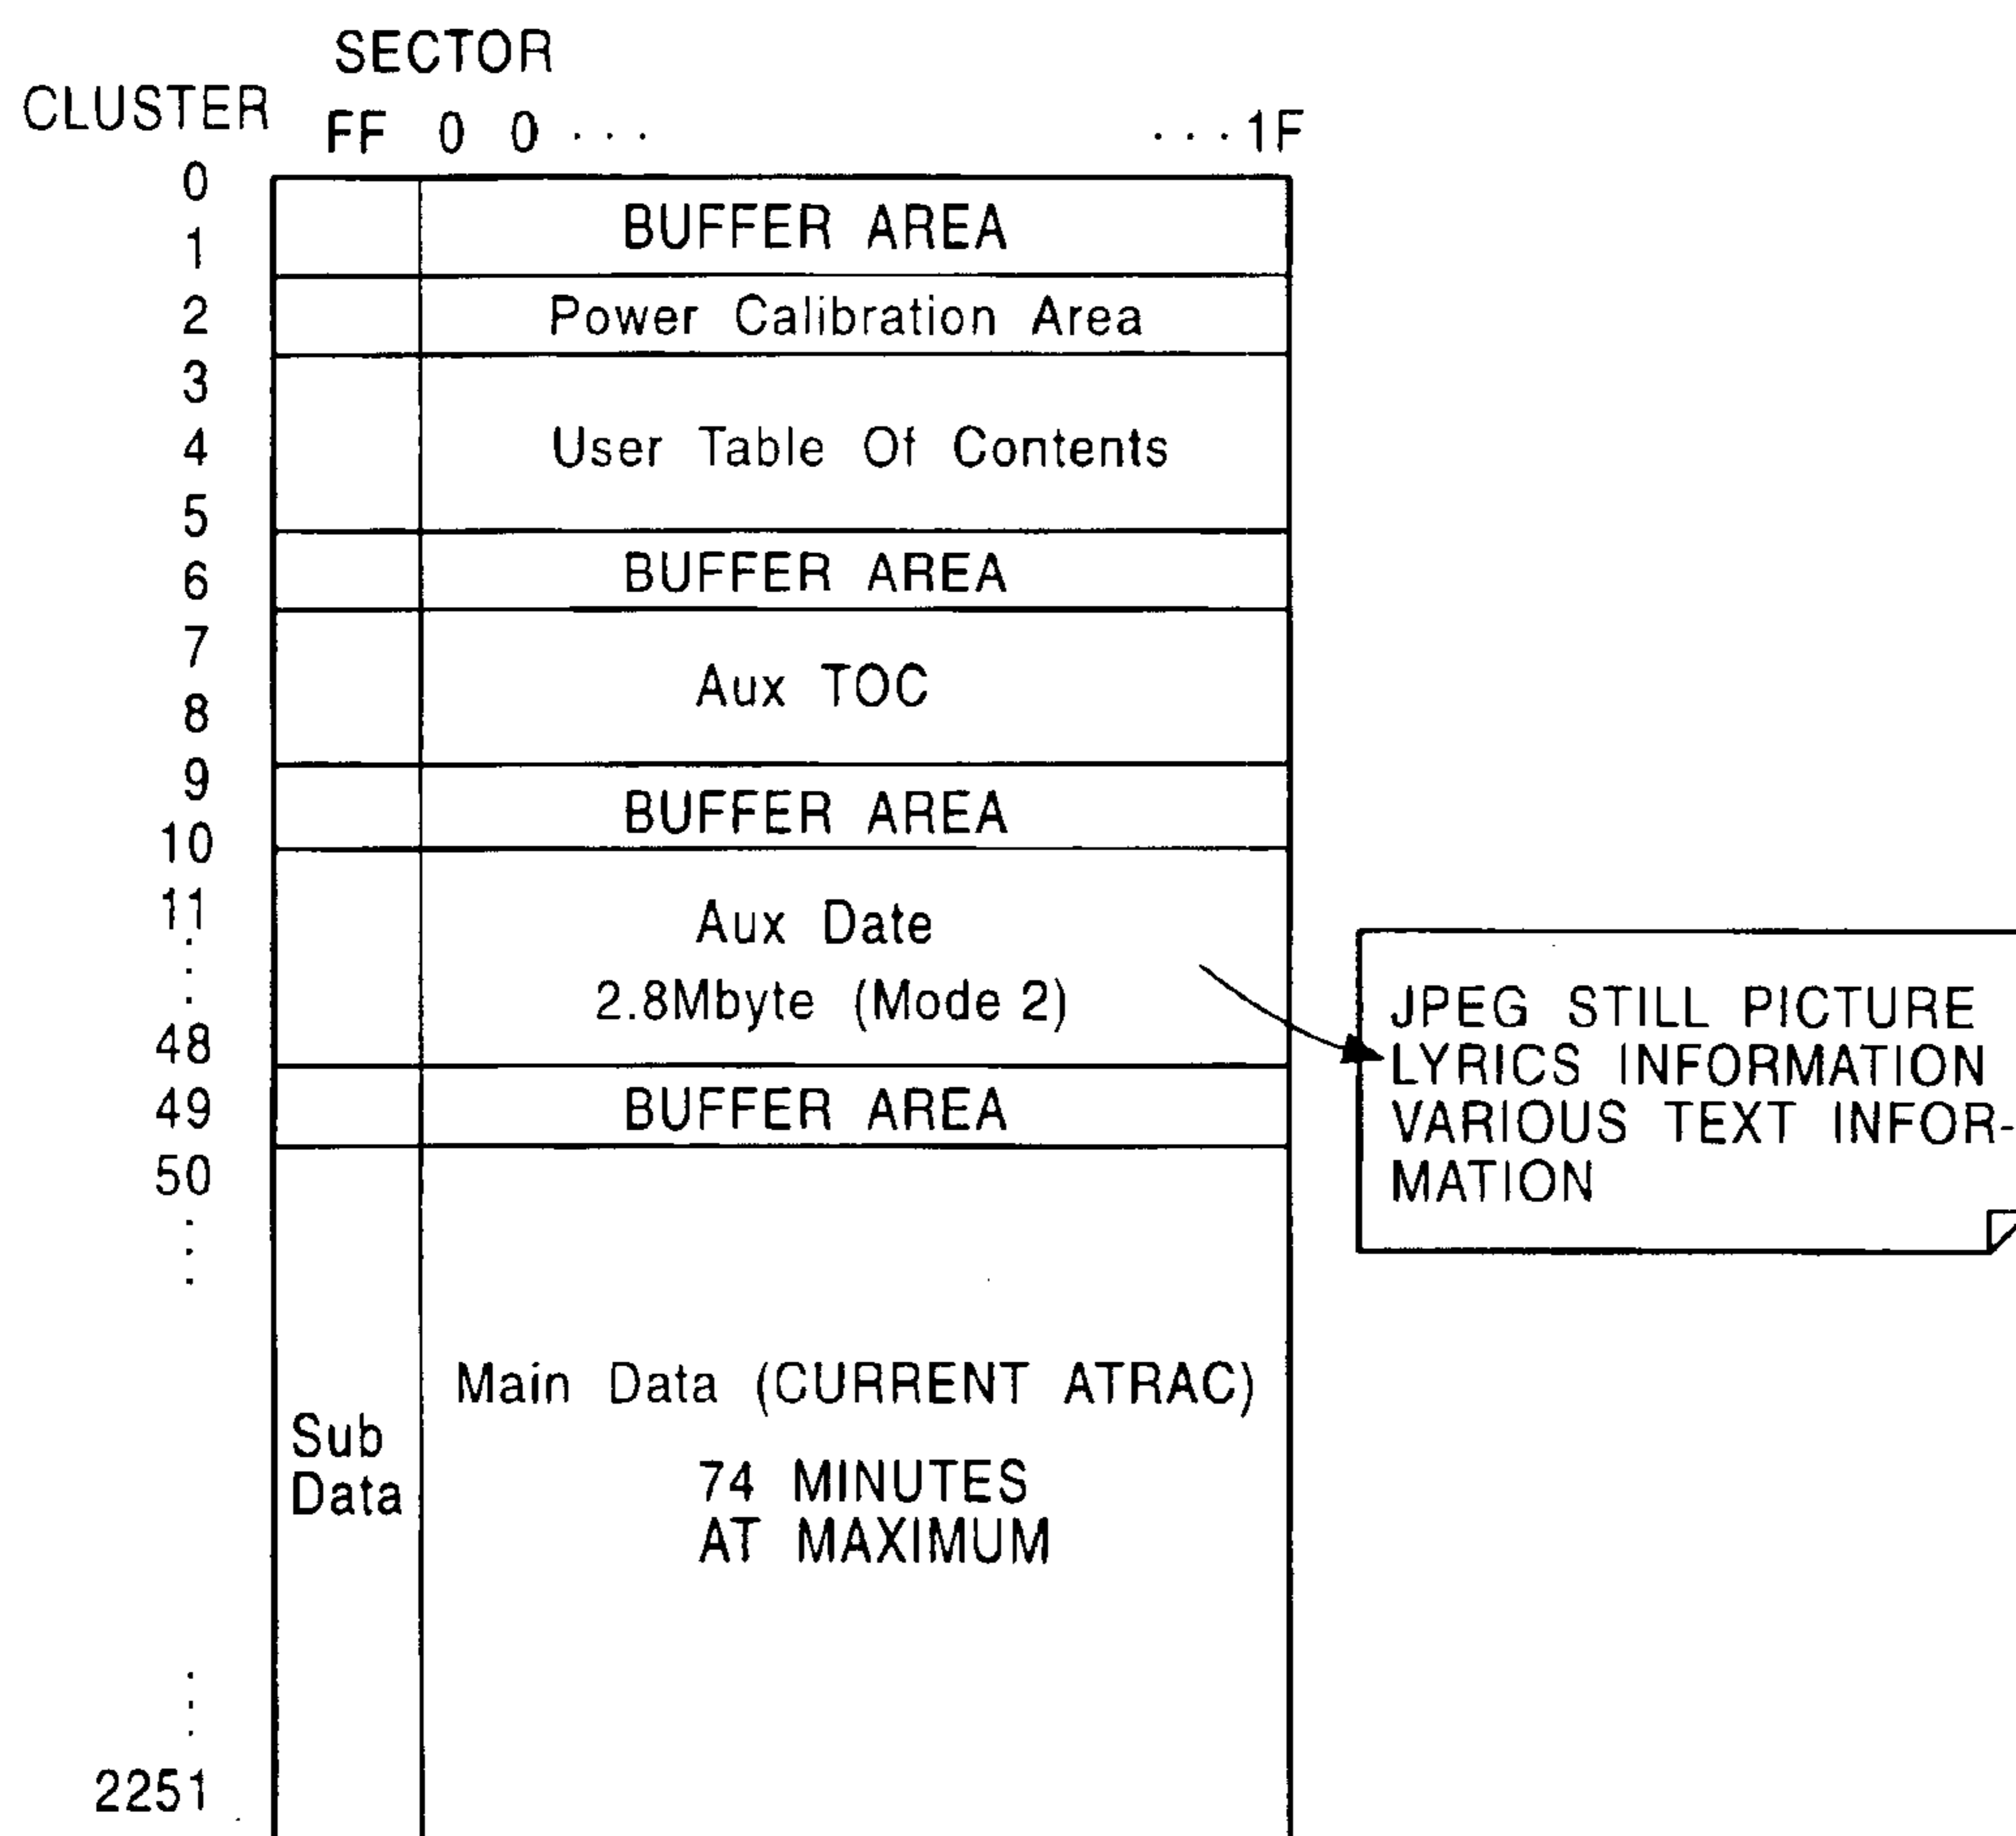 SECTOR
CLUSTER
FF 0 0 ··· ···1F
0
BUFFER AREA
1
2 Power Calibration Area
3
4 User Table Of Contents
5
6 BUFFER AREA
7
Aux TOC
8
9
BUFFER AREA
10
11 Aux Date
2.8Mbyte (Mode 2)
48
49 BUFFER AREA
50
JPEG STILL PICTURE
LYRICS INFORMATION
VARIOUS TEXT INFOR-
MATION
Main Data (CURRENT ATRAC)
Sub
Data
74 MINUTES
AT MAXIMUM
2251